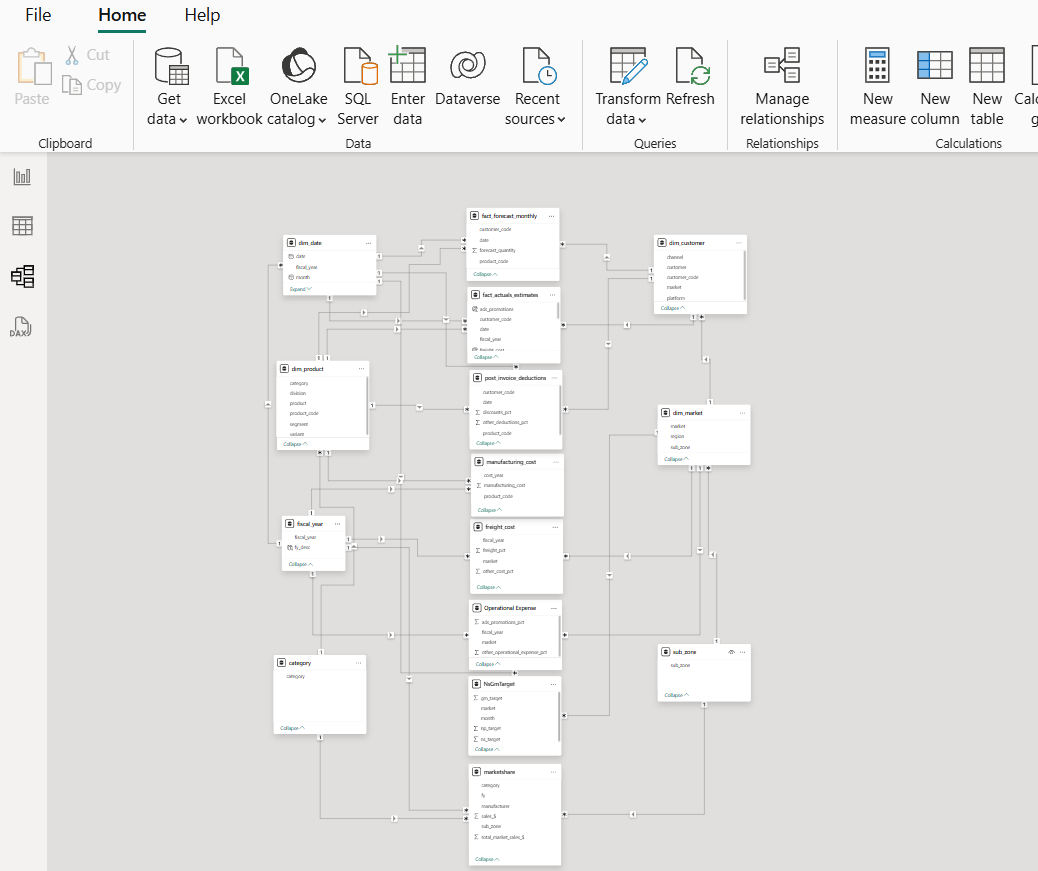 File Home Help
Paste
Cut
Copy
Get data
Excel workbook
OneLake catalog
SQL Server
Enter data
Dataverse
Recent sources
Transform data
Refresh
Manage relationships
New measure
New column
New table
Clipboard
Data
Queries
Relationships
Calculations
DAX
dim_date
date
fiscal_year
month
Expand
dim_product
category
division
product
product_code
segment
variant
Collapse
fiscal_year
fiscal_year
fy_desc
Collapse
category
category
Collapse
fact_forecast_monthly
customer_code
date
forecast_quantity
product_code
Collapse
fact_actuals_estimates
ads_promotions
customer_code
date
fiscal_year
freight_cost
Collapse
post_invoice_deductions
customer_code
date
discounts_pct
other_deductions_pct
product_code
Collapse
manufacturing_cost
cost_year
manufacturing_cost
product_code
Collapse
freight_cost
fiscal_year
freight_pct
market
other_cost_pct
Collapse
Operational Expense
ads_promotions_pct
fiscal_year
market
other_operational_expense_pct
Collapse
NsGmTarget
gm_target
market
month
np_target
ns_target
Collapse
marketshare
category
fy
manufacturer
sales_$
sub_zone
total_market_sales_$
Collapse
dim_customer
channel
customer
customer_code
market
platform
Collapse
dim_market
market
region
sub_zone
Collapse
sub_zone
sub_zone
Collapse